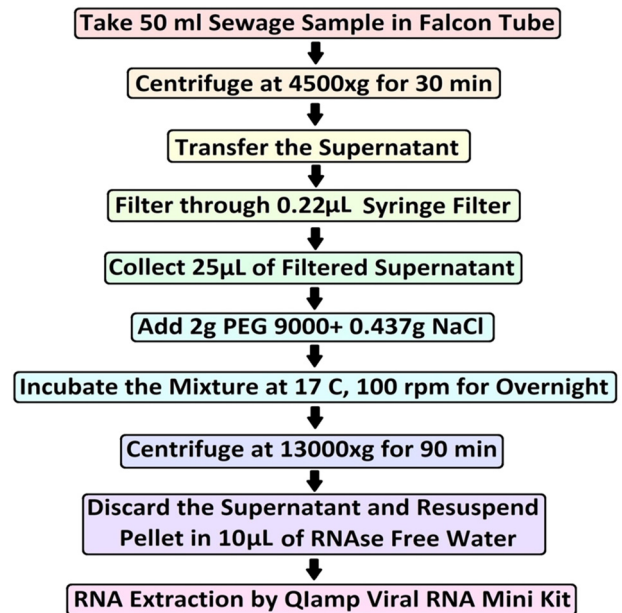 Take 50 ml Sewage Sample in Falcon Tube
Centrifuge at 4500xg for 30 min
Transfer the Supernatant
Filter through 0.22µL Syringe Filter
Collect 25µL of Filtered Supernatant
Add 2g PEG 9000+ 0.437g NaCl
Incubate the Mixture at 17 C, 100 rpm for Overnight
Centrifuge at 13000xg for 90 min
Discard the Supernatant and Resuspend
Pellet in 10µL of RNAse Free Water
RNA Extraction by QIamp Viral RNA Mini Kit